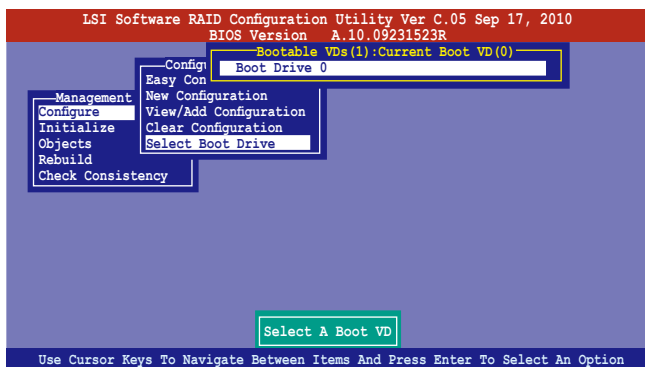 LSI Software RAID Configuration Utility Ver C.05 Sep 17, 2010
BIOS Version A.10.09231523R
Bootable VDs(1):Current Boot VD(0)
Boot Drive 0
Config
Easy Con
New Configuration
View/Add Configuration
Clear Configuration
Select Boot Drive
Management
Configure
Initialize
Objects
Rebuild
Check Consistency
Select A Boot VD
Use Cursor Keys To Navigate Between Items And Press Enter To Select An Option